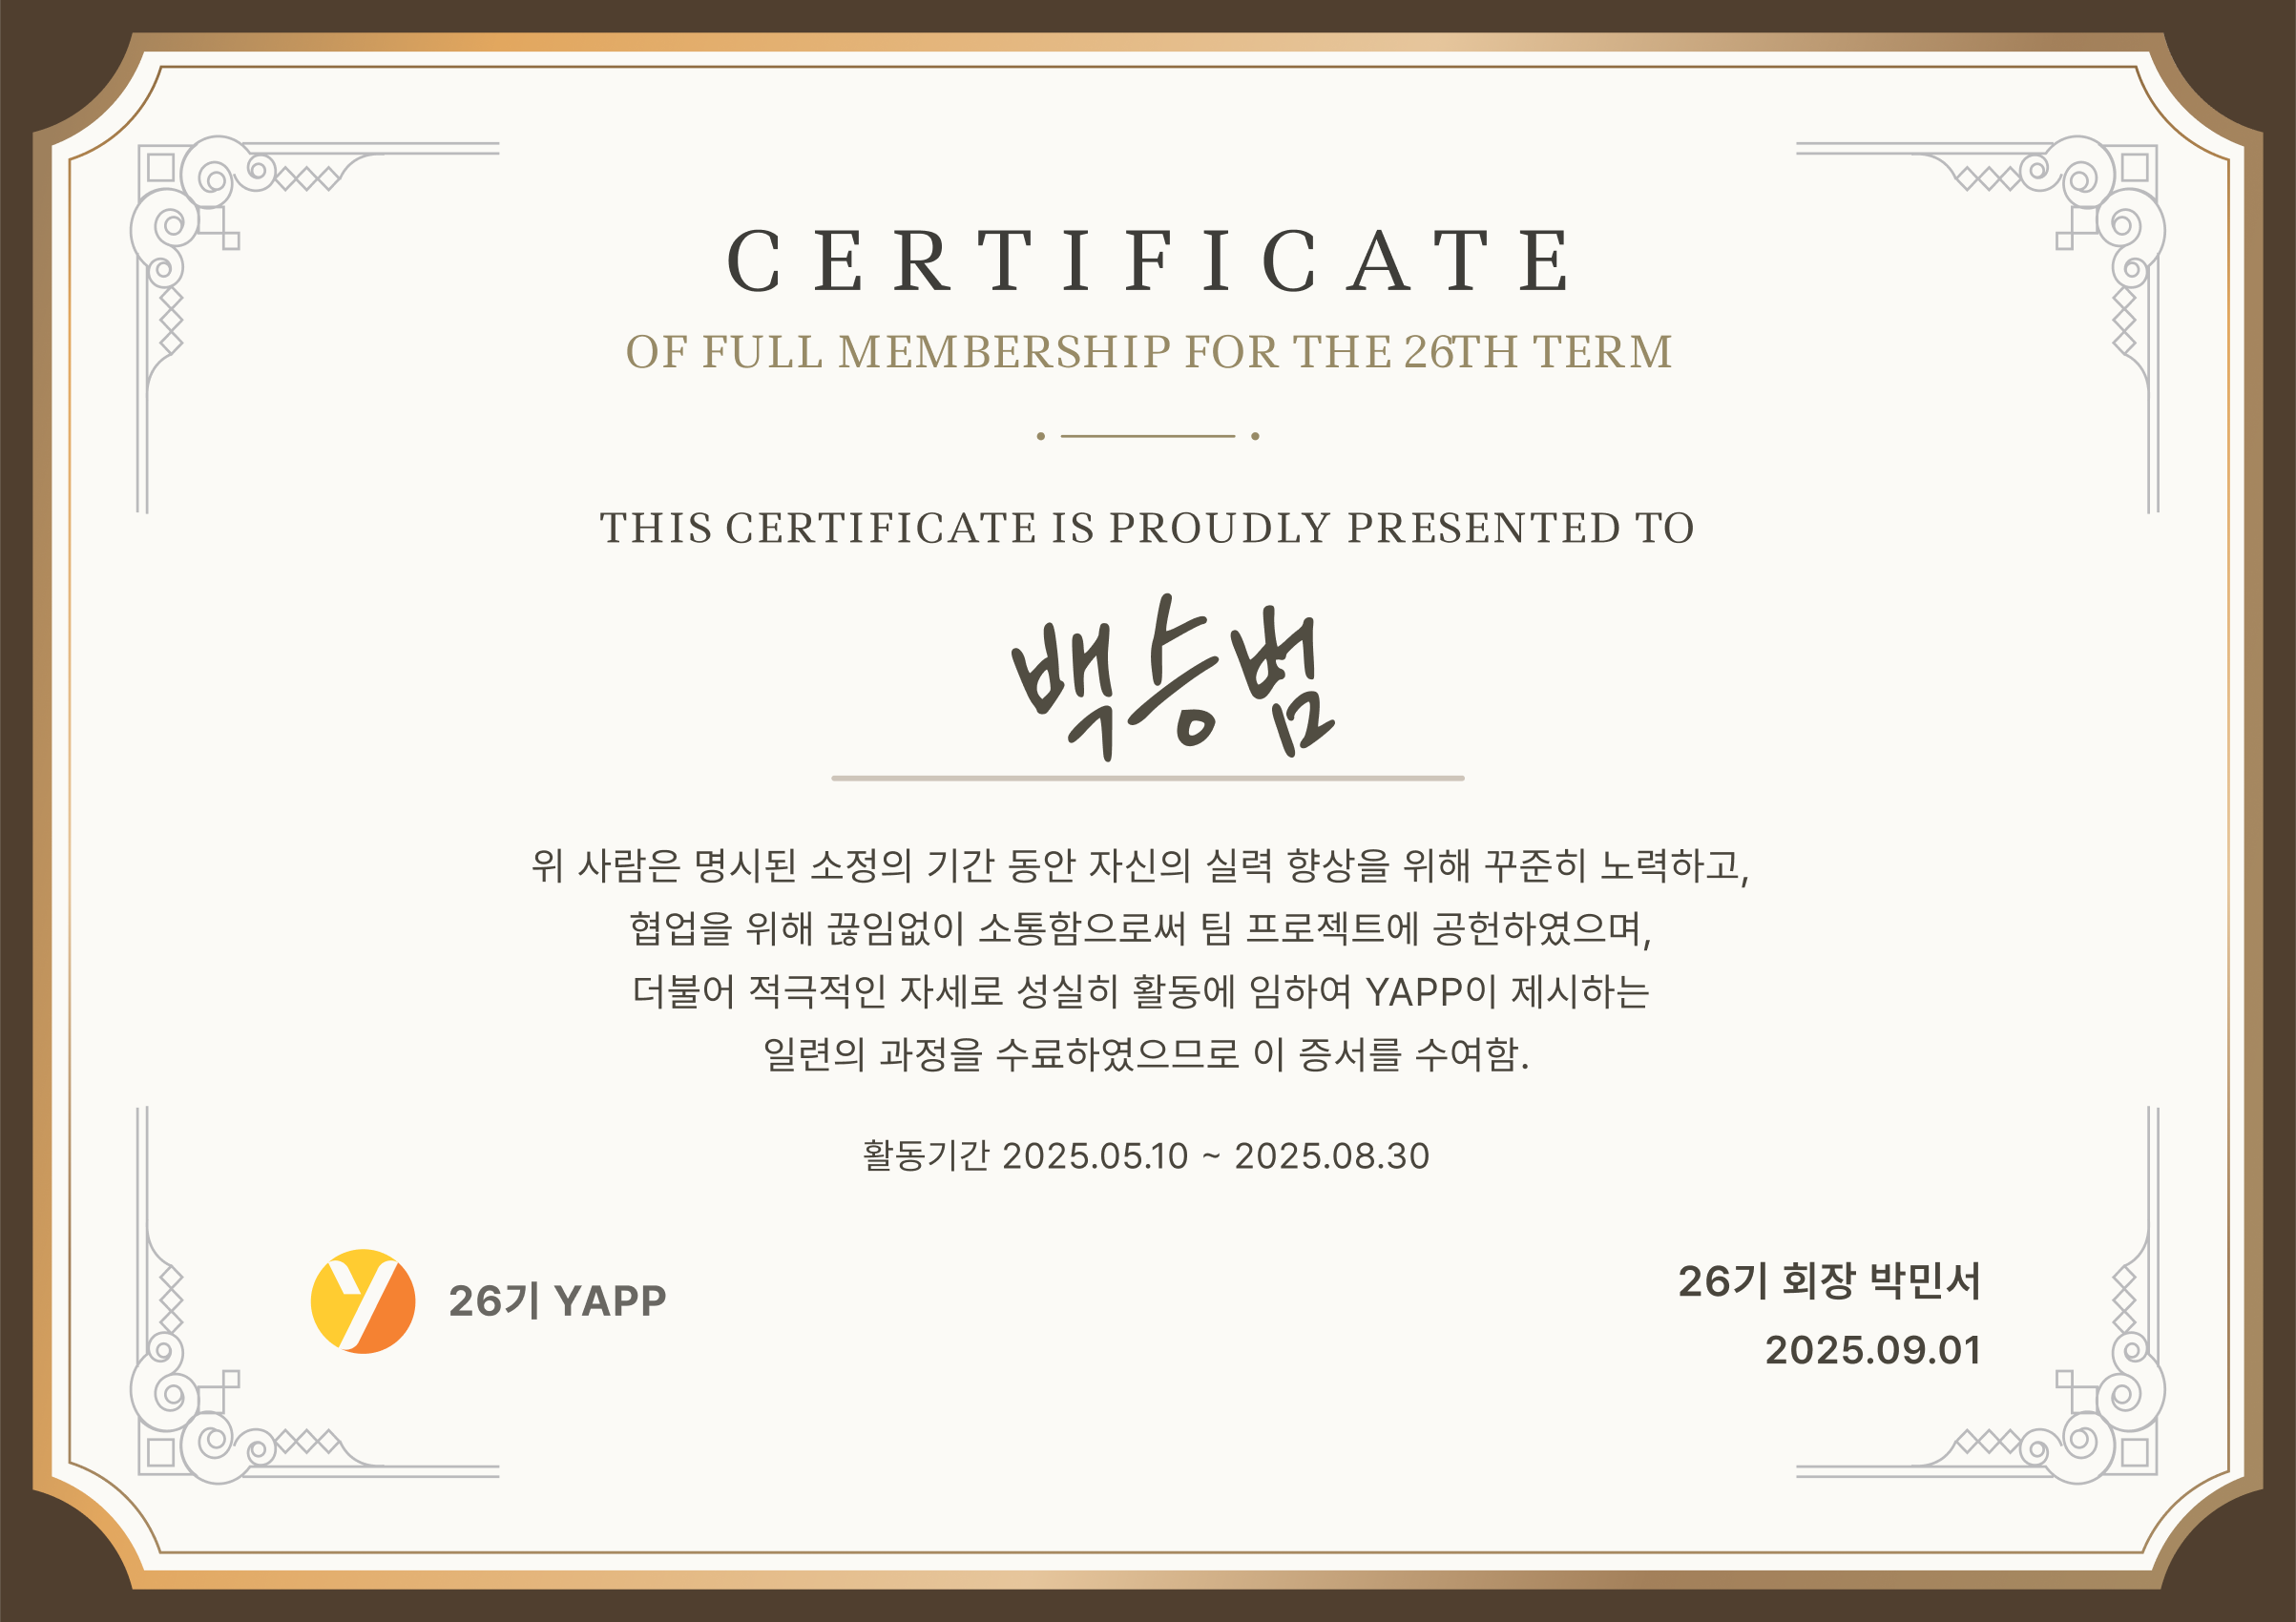 CERTIFICATE
OF FULL MEMBERSHIP FOR THE 26TH TERM
THIS CERTIFICATE IS PROUDLY PRESENTED TO
백승범
위 사람은 명시된 소정의 기간 동안 자신의 실력 향상을 위해 꾸준히 노력하고,
협업을 위해 끊임없이 소통함으로써 팀 프로젝트에 공헌하였으며,
더불어 적극적인 자세로 성실히 활동에 임하여 YAPP이 제시하는
일련의 과정을 수료하였으므로 이 증서를 수여함.
활동기간 2025.05.10 ~ 2025.08.30
26기 YAPP
26기 회장 박민서
2025.09.01